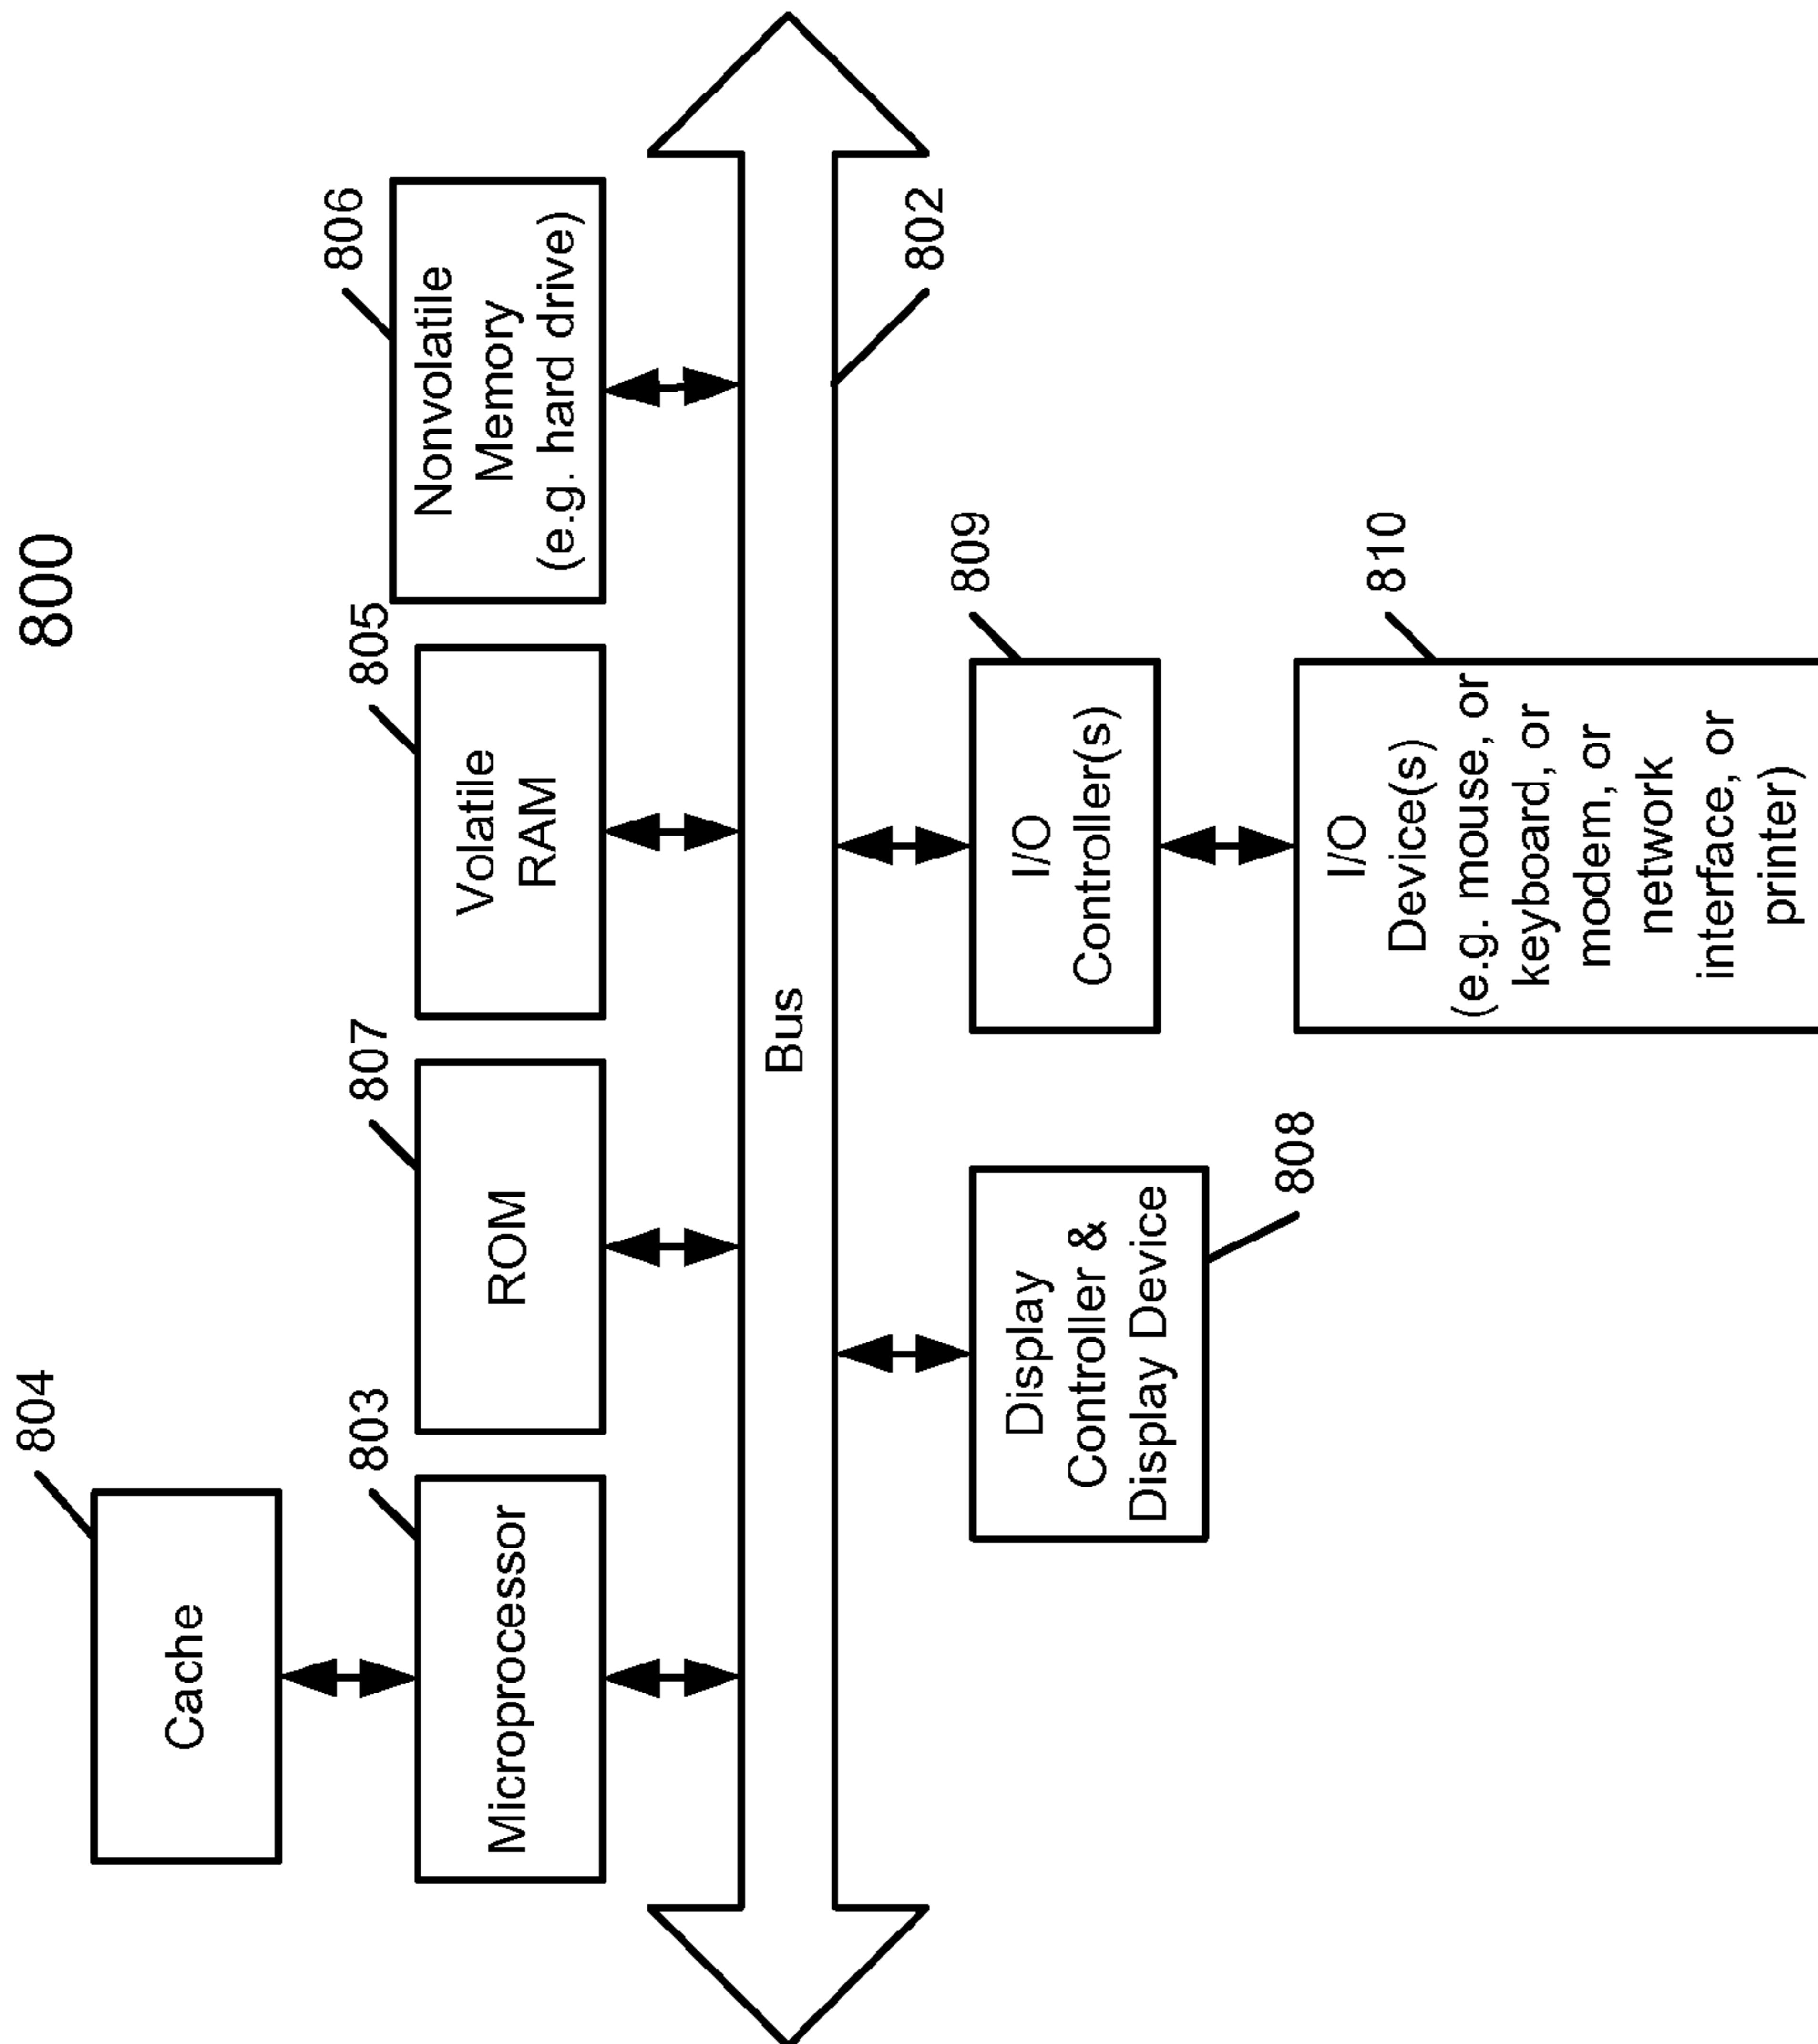 800
804
Cache
803
Microprocessor
807
ROM
805
Volatile
RAM
806
Nonvolatile
Memory
(e.g. hard drive)
Bus
802
Display
Controller &
Display Device
808
809
I/O
Controller(s)
810
I/O
Device(s)
(e.g. mouse, or
keyboard, or
modem, or
network
interface, or
printer)